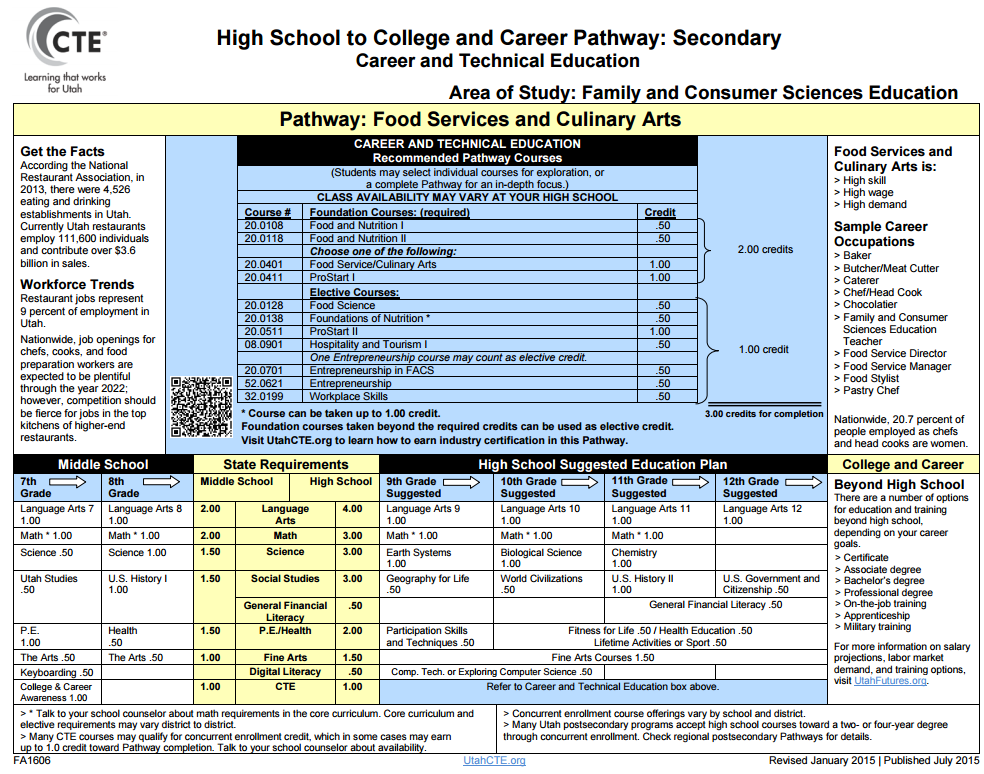 CTE®
Learning that works
for Utah
High School to College and Career Pathway: Secondary
Career and Technical Education
Area of Study: Family and Consumer Sciences Education
Pathway: Food Services and Culinary Arts
Get the Facts
According the National
Restaurant Association, in
2013, there were 4,526
eating and drinking
establishments in Utah.
Currently Utah restaurants
employ 111,600 individuals
and contribute over $3.6
billion in sales.
Workforce Trends
Restaurant jobs represent
9 percent of employment in
Utah.
Nationwide, job openings for
chefs, cooks, and food
preparation workers are
expected to be plentiful
through the year 2022;
however, competition should
be fierce for jobs in the top
kitchens of higher-end
restaurants.
CAREER AND TECHNICAL EDUCATION
Recommended Pathway Courses
(Students may select individual courses for exploration, or
a complete Pathway for an in-depth focus.)
CLASS AVAILABILITY MAY VARY AT YOUR HIGH SCHOOL
Course # Foundation Courses: (required) Credit
20.0108 Food and Nutrition I .50
20.0118 Food and Nutrition II .50
Choose one of the following:
20.0401 Food Service/Culinary Arts 1.00
20.0411 ProStart I 1.00
2.00 credits
Elective Courses:
20.0128 Food Science .50
20.0138 Foundations of Nutrition * .50
20.0511 ProStart II 1.00
08.0901 Hospitality and Tourism I .50
One Entrepreneurship course may count as elective credit.
20.0701 Entrepreneurship in FACS .50
52.0621 Entrepreneurship .50
32.0199 Workplace Skills .50
1.00 credit
3.00 credits for completion
* Course can be taken up to 1.00 credit.
Foundation courses taken beyond the required credits can be used as elective credit.
Visit UtahCTE.org to learn how to earn industry certification in this Pathway.
Food Services and
Culinary Arts is:
> High skill
> High wage
> High demand
Sample Career
Occupations
> Baker
> Butcher/Meat Cutter
> Caterer
> Chef/Head Cook
> Chocolatier
> Family and Consumer
Sciences Education
Teacher
> Food Service Director
> Food Service Manager
> Food Stylist
> Pastry Chef
Nationwide, 20.7 percent of
people employed as chefs
and head cooks are women.
Middle School State Requirements High School Suggested Education Plan College and Career
7th
Grade
8th
Grade
Middle School High School
9th Grade
Suggested
10th Grade
Suggested
11th Grade
Suggested
12th Grade
Suggested
Language Arts 7
1.00
Language Arts 8
1.00
2.00
Language
Arts
4.00
Language Arts 9
1.00
Language Arts 10
1.00
Language Arts 11
1.00
Language Arts 12
1.00
Math * 1.00 Math * 1.00 2.00 Math 3.00 Math * 1.00 Math * 1.00 Math * 1.00
Science .50 Science 1.00 1.50 Science 3.00
Earth Systems
1.00
Biological Science
1.00
Chemistry
1.00
Utah Studies
.50
U.S. History I
1.00
1.50 Social Studies 3.00
Geography for Life
.50
World Civilizations
.50
U.S. History II
1.00
U.S. Government and
Citizenship .50
General Financial
Literacy
.50
General Financial Literacy .50
P.E.
1.00
Health
.50
1.50 P.E./Health 2.00
Participation Skills
and Techniques .50
Fitness for Life .50 / Health Education .50
Lifetime Activities or Sport .50
The Arts .50 The Arts .50 1.00 Fine Arts 1.50 Fine Arts Courses 1.50
Keyboarding .50 Digital Literacy .50 Comp. Tech. or Exploring Computer Science .50
College & Career
Awareness 1.00
1.00 CTE 1.00 Refer to Career and Technical Education box above.
Beyond High School
There are a number of options
for education and training
beyond high school,
depending on your career
goals.
> Certificate
> Associate degree
> Bachelor's degree
> Professional degree
> On-the-job training
> Apprenticeship
> Military training
For more information on salary
projections, labor market
demand, and training options,
visit UtahFutures.org.
> * Talk to your school counselor about math requirements in the core curriculum. Core curriculum and
elective requirements may vary district to district.
> Many CTE courses may qualify for concurrent enrollment credit, which in some cases may earn
up to 1.0 credit toward Pathway completion. Talk to your school counselor about availability.
> Concurrent enrollment course offerings vary by school and district.
> Many Utah postsecondary programs accept high school courses toward a two- or four-year degree
through concurrent enrollment. Check regional postsecondary Pathways for details.
FA1606 UtahCTE.org Revised January 2015 | Published July 2015